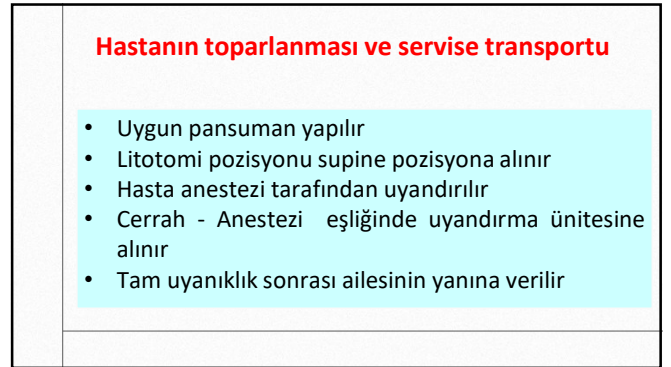 Hastanın toparlanması ve servise transportu
• Uygun pansuman yapılır
• Litotomi pozisyonu supine pozisyona alınır
• Hasta anestezi tarafından uyandırılır
• Cerrah - Anestezi eşliğinde uyandırma ünitesine
alınır
• Tam uyanıklık sonrası ailesinin yanına verilir